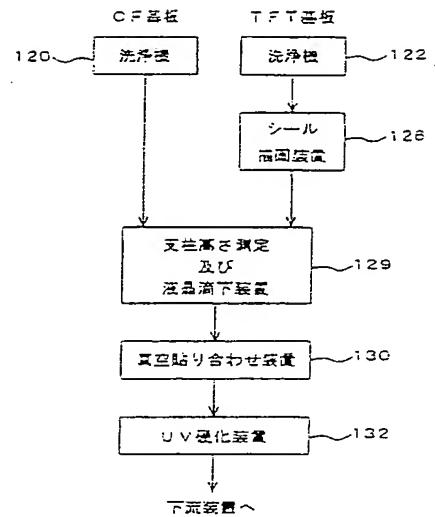 CF基板 TFT基板
120 洗浄機 洗浄機 122
シール
描画装置 126
支柱高さ測定
及び
液晶滴下装置 129
真空貼り合わせ装置 130
UV硬化装置 132
下流装置へ